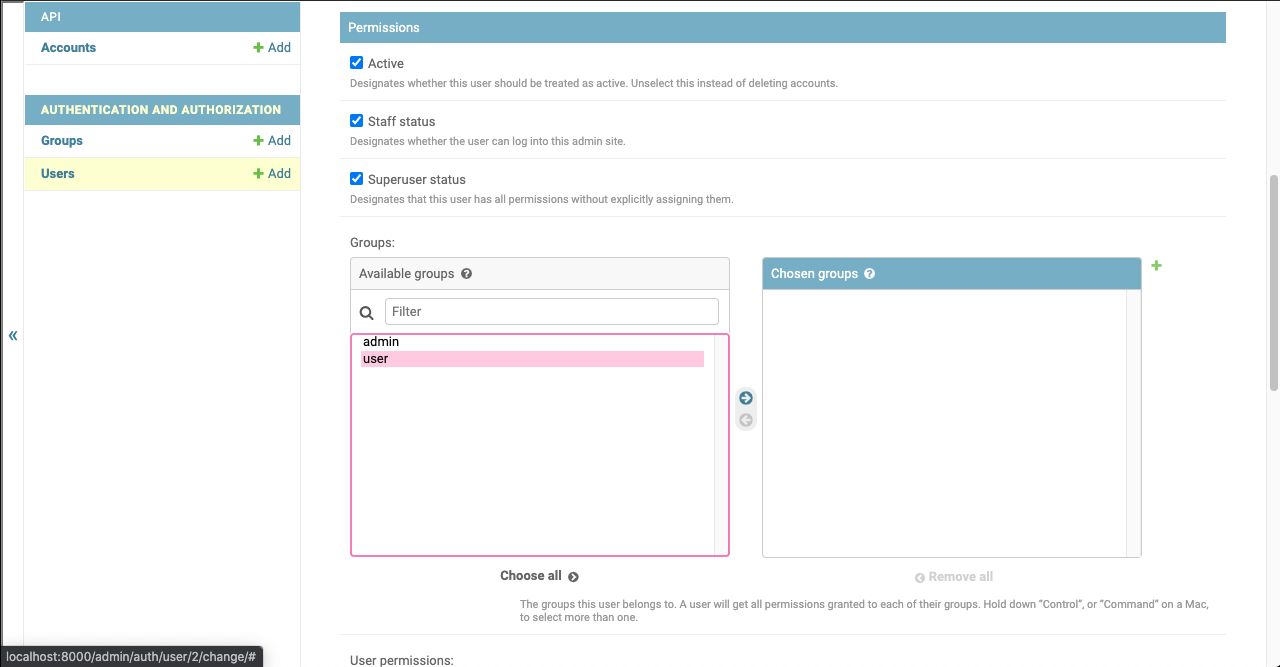 API
Accounts
Add
AUTHENTICATION AND AUTHORIZATION
Groups
Add
Users
Add
«
Permissions
Active
Designates whether this user should be treated as active. Unselect this instead of deleting accounts.
Staff status
Designates whether the user can log into this admin site.
Superuser status
Designates that this user has all permissions without explicitly assigning them.
Groups:
Available groups ?
Filter
admin
user
Chosen groups ?
Choose all
Remove all
The groups this user belongs to. A user will get all permissions granted to each of their groups. Hold down “Control”, or “Command” on a Mac,
to select more than one.
User permissions:
localhost:8000/admin/auth/user/2/change/#